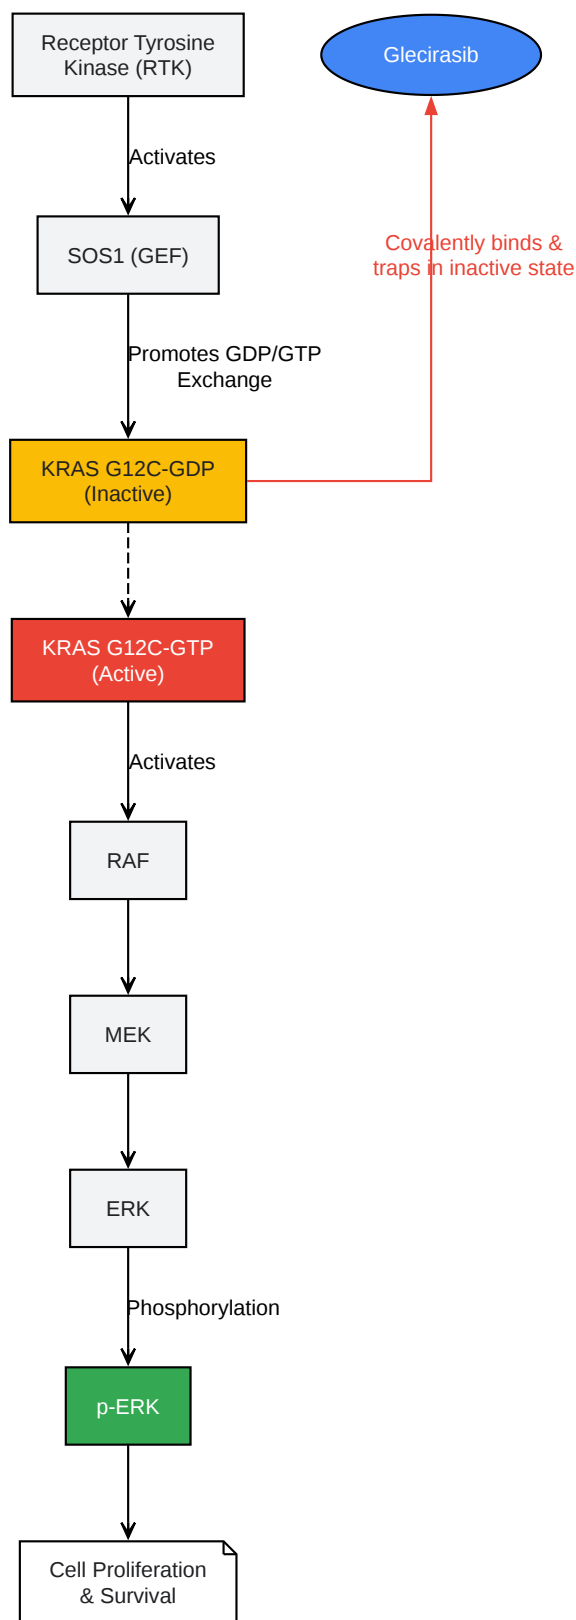 Receptor Tyrosine
Kinase (RTK)
Glecirasib
Activates
SOS1 (GEF)
Covalently binds &
traps in inactive state
Promotes GDP/GTP
Exchange
KRAS G12C-GDP
(Inactive)
KRAS G12C-GTP
(Active)
Activates
RAF
MEK
ERK
Phosphorylation
p-ERK
Cell Proliferation
& Survival